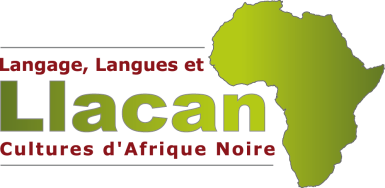 Langage, Langues et
Llacan
Cultures d'Afrique Noire